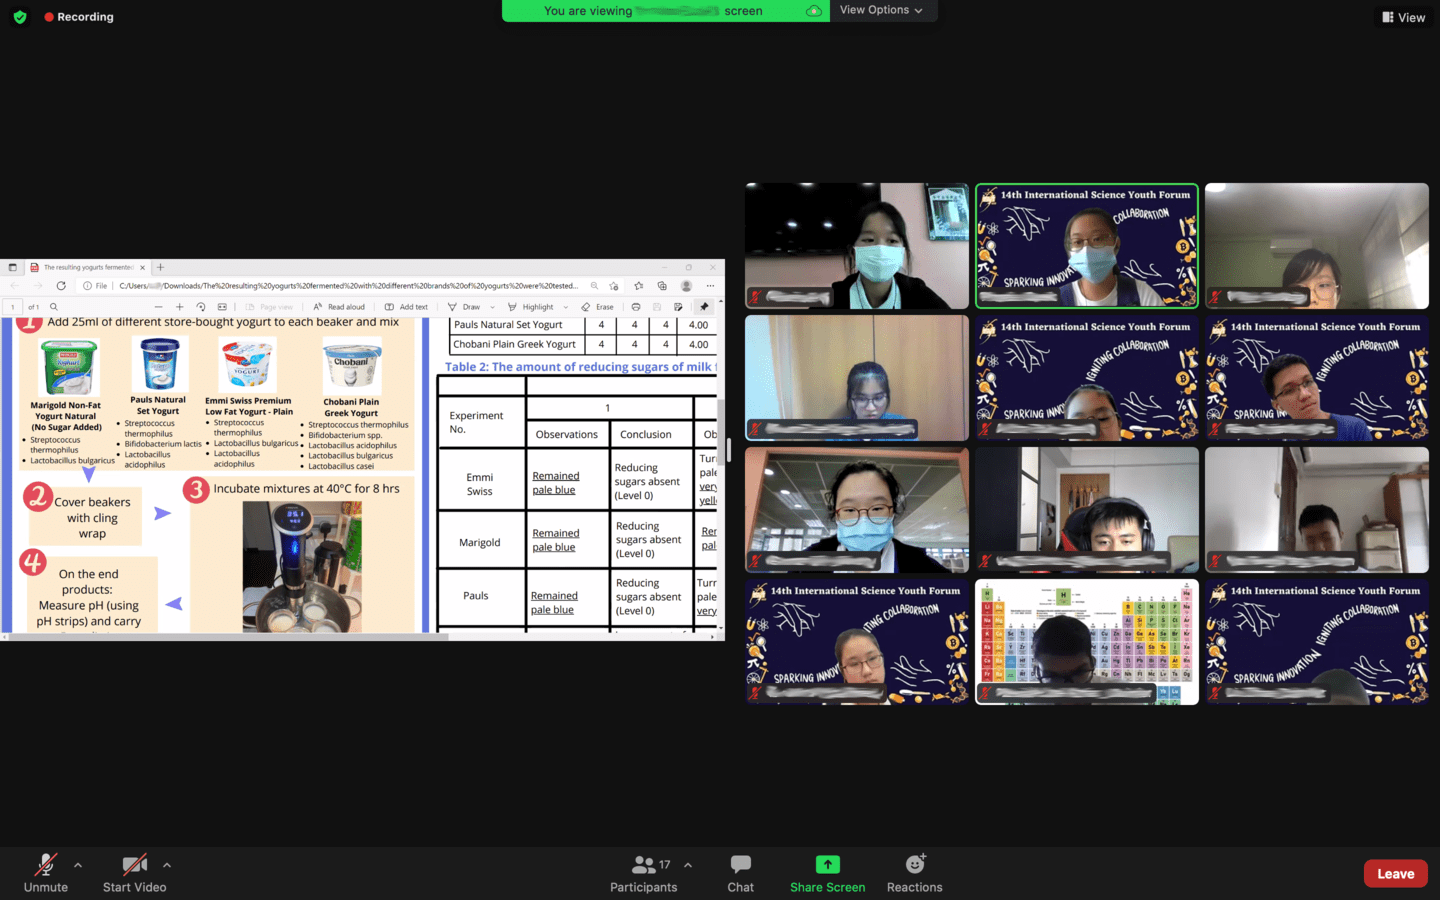 Recording
You are viewing screen
View Options
View
The resulting yogurts fermente
File C:/Users/ /Downloads/The%20resulting%20yogurts%20fermented%20with%20different%20brands%20of%20yogurts%20were%20tested...
1 of 1
Page view
Read aloud
Add text
Draw
Highlight
Erase
1 Add 25ml of different store-bought yogurt to each beaker and mix
Chobani
Marigold Non-Fat
Yogurt Natural
(No Sugar Added)
• Streptococcus
thermophilus
• Lactobacillus bulgaricus
Pauls Natural
Set Yogurt
• Streptococcus
thermophilus
• Bifidobacterium lactis
• Lactobacillus
acidophilus
Emmi Swiss Premium
Low Fat Yogurt - Plain
• Streptococcus
thermophilus
• Lactobacillus bulgaricus
• Lactobacillus
acidophilus
Chobani Plain
Greek Yogurt
• Streptococcus thermophilus
• Bifidobacterium spp.
• Lactobacillus acidophilus
• Lactobacillus bulgaricus
• Lactobacillus casei
2 Cover beakers
with cling
wrap
3 Incubate mixtures at 40°C for 8 hrs
4
On the end
products:
Measure pH (using
pH strips) and carry
Pauls Natural Set Yogurt 4 4 4 4.00
Chobani Plain Greek Yogurt 4 4 4 4.00
Table 2: The amount of reducing sugars of milk f
Experiment
No.
1
Observations
Conclusion
Ob
Emmi
Swiss
Remained
pale blue
Reducing
sugars absent
(Level 0)
Tur
pale
very
yell
Marigold
Remained
pale blue
Reducing
sugars absent
(Level 0)
Rem
pal
Pauls
Remained
pale blue
Reducing
sugars absent
(Level 0)
Turr
pale
very
14th International Science Youth Forum
COLLABORATION
SPARKING INNOVA
14th International Science Youth Forum
IGNITING COLLABORATION
SPARKING INN
14th International Science Youth Forum
IGNITING COLLABORATION
SPARKING INN
14th International Science Youth Forum
ITING COLLABORATION
SPARKING INNOV
14th International Science Youth Forum
IGNITING COLLABORATION
SPARKING INNOVATION
Unmute
Start Video
17
Participants
Chat
Share Screen
Reactions
Leave